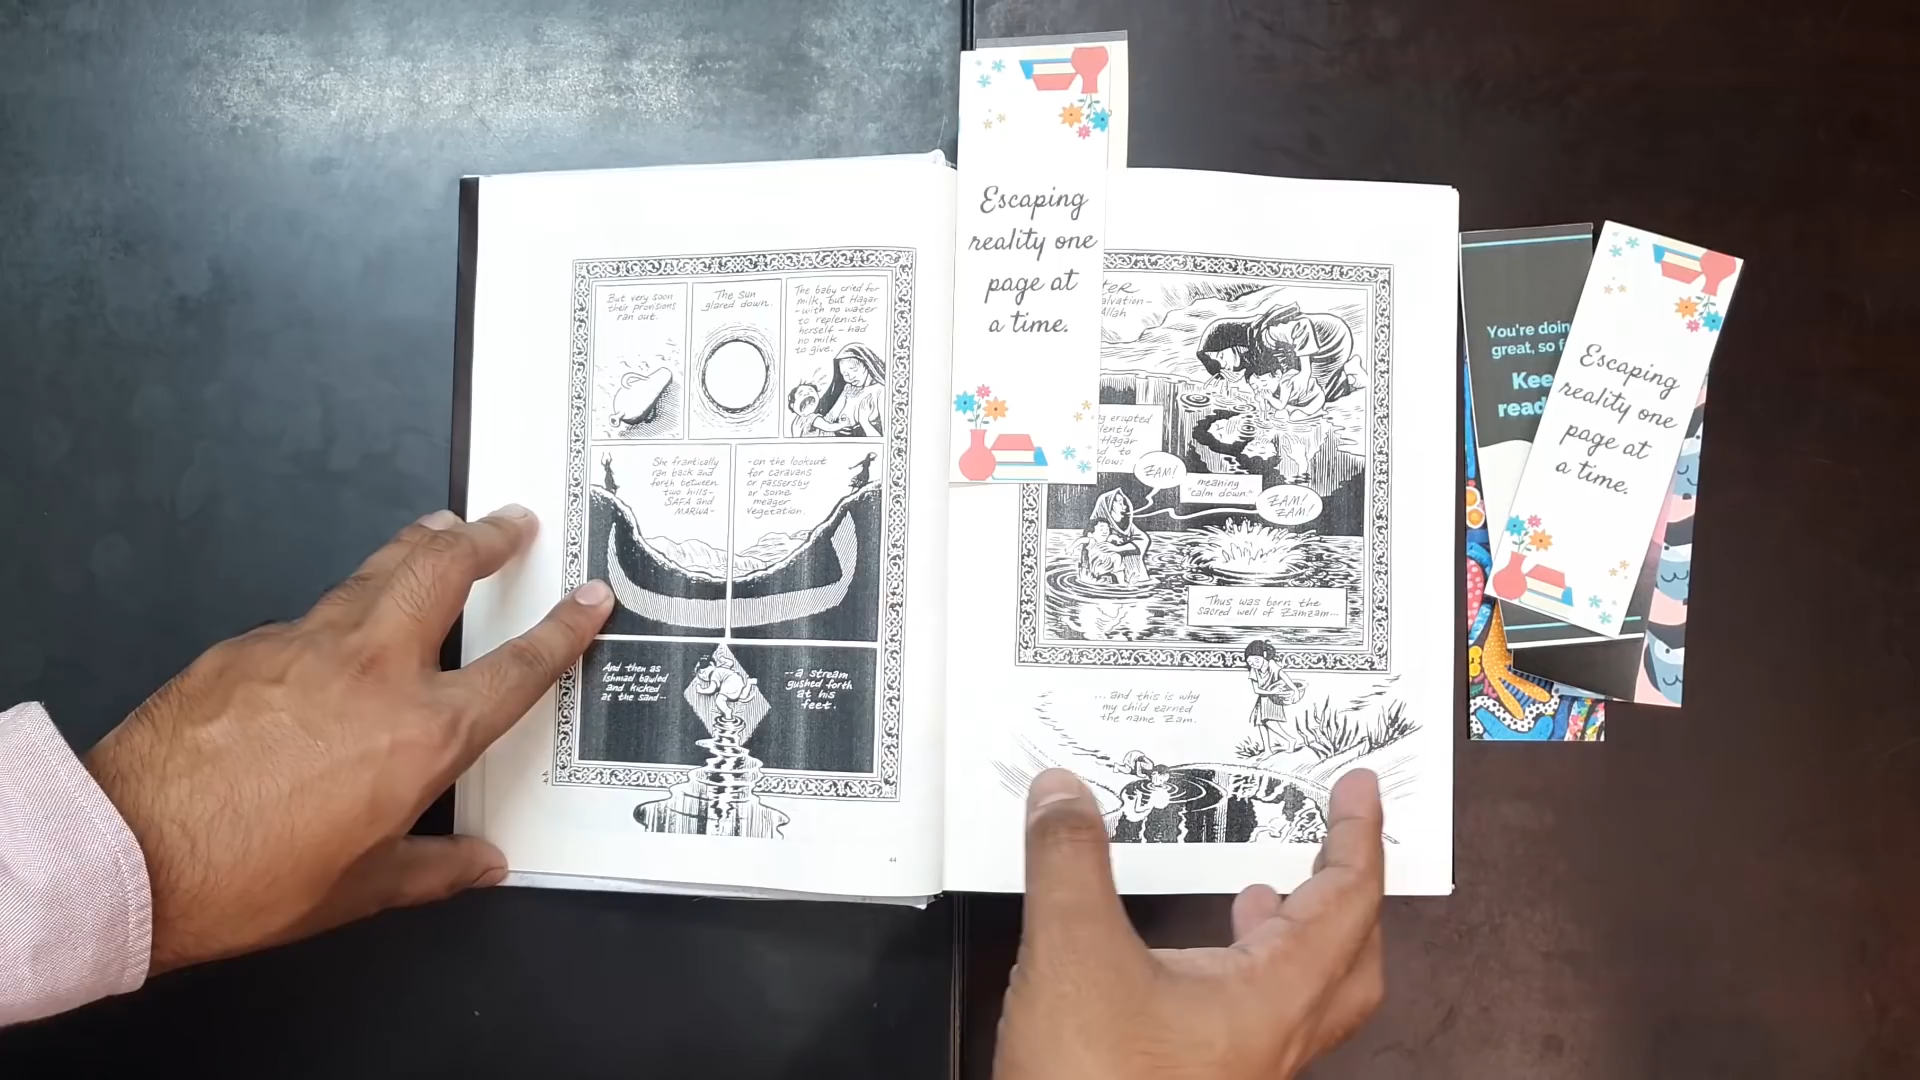 But very soon
their provisions
ran out.
The Sun
glared down.
The baby cried for
milk, but Hagar
-with no water
to replenish
herself - had
no milk
to give.
She frantically
ran back and
forth between
two hills-
SAFA and
MARWA-
-on the lookout
for caravans
or passersby
or some
meager
vegetation.
And then as
Ishmael bawled
and kicked
at the sand--
--a stream
gushed forth
at his
feet.
44
Escaping
reality one
page at
a time.
alvation-
Allah
erupted
lently
Hagar
to
flow:
ZAM!
meaning
"calm down."
ZAM!
ZAM!
Thus was born the
sacred well of Zamzam...
...and this is why
my child earned
the name Zam.
You're doin
great, so
Kee
read
Escaping
reality one
page at
a time.